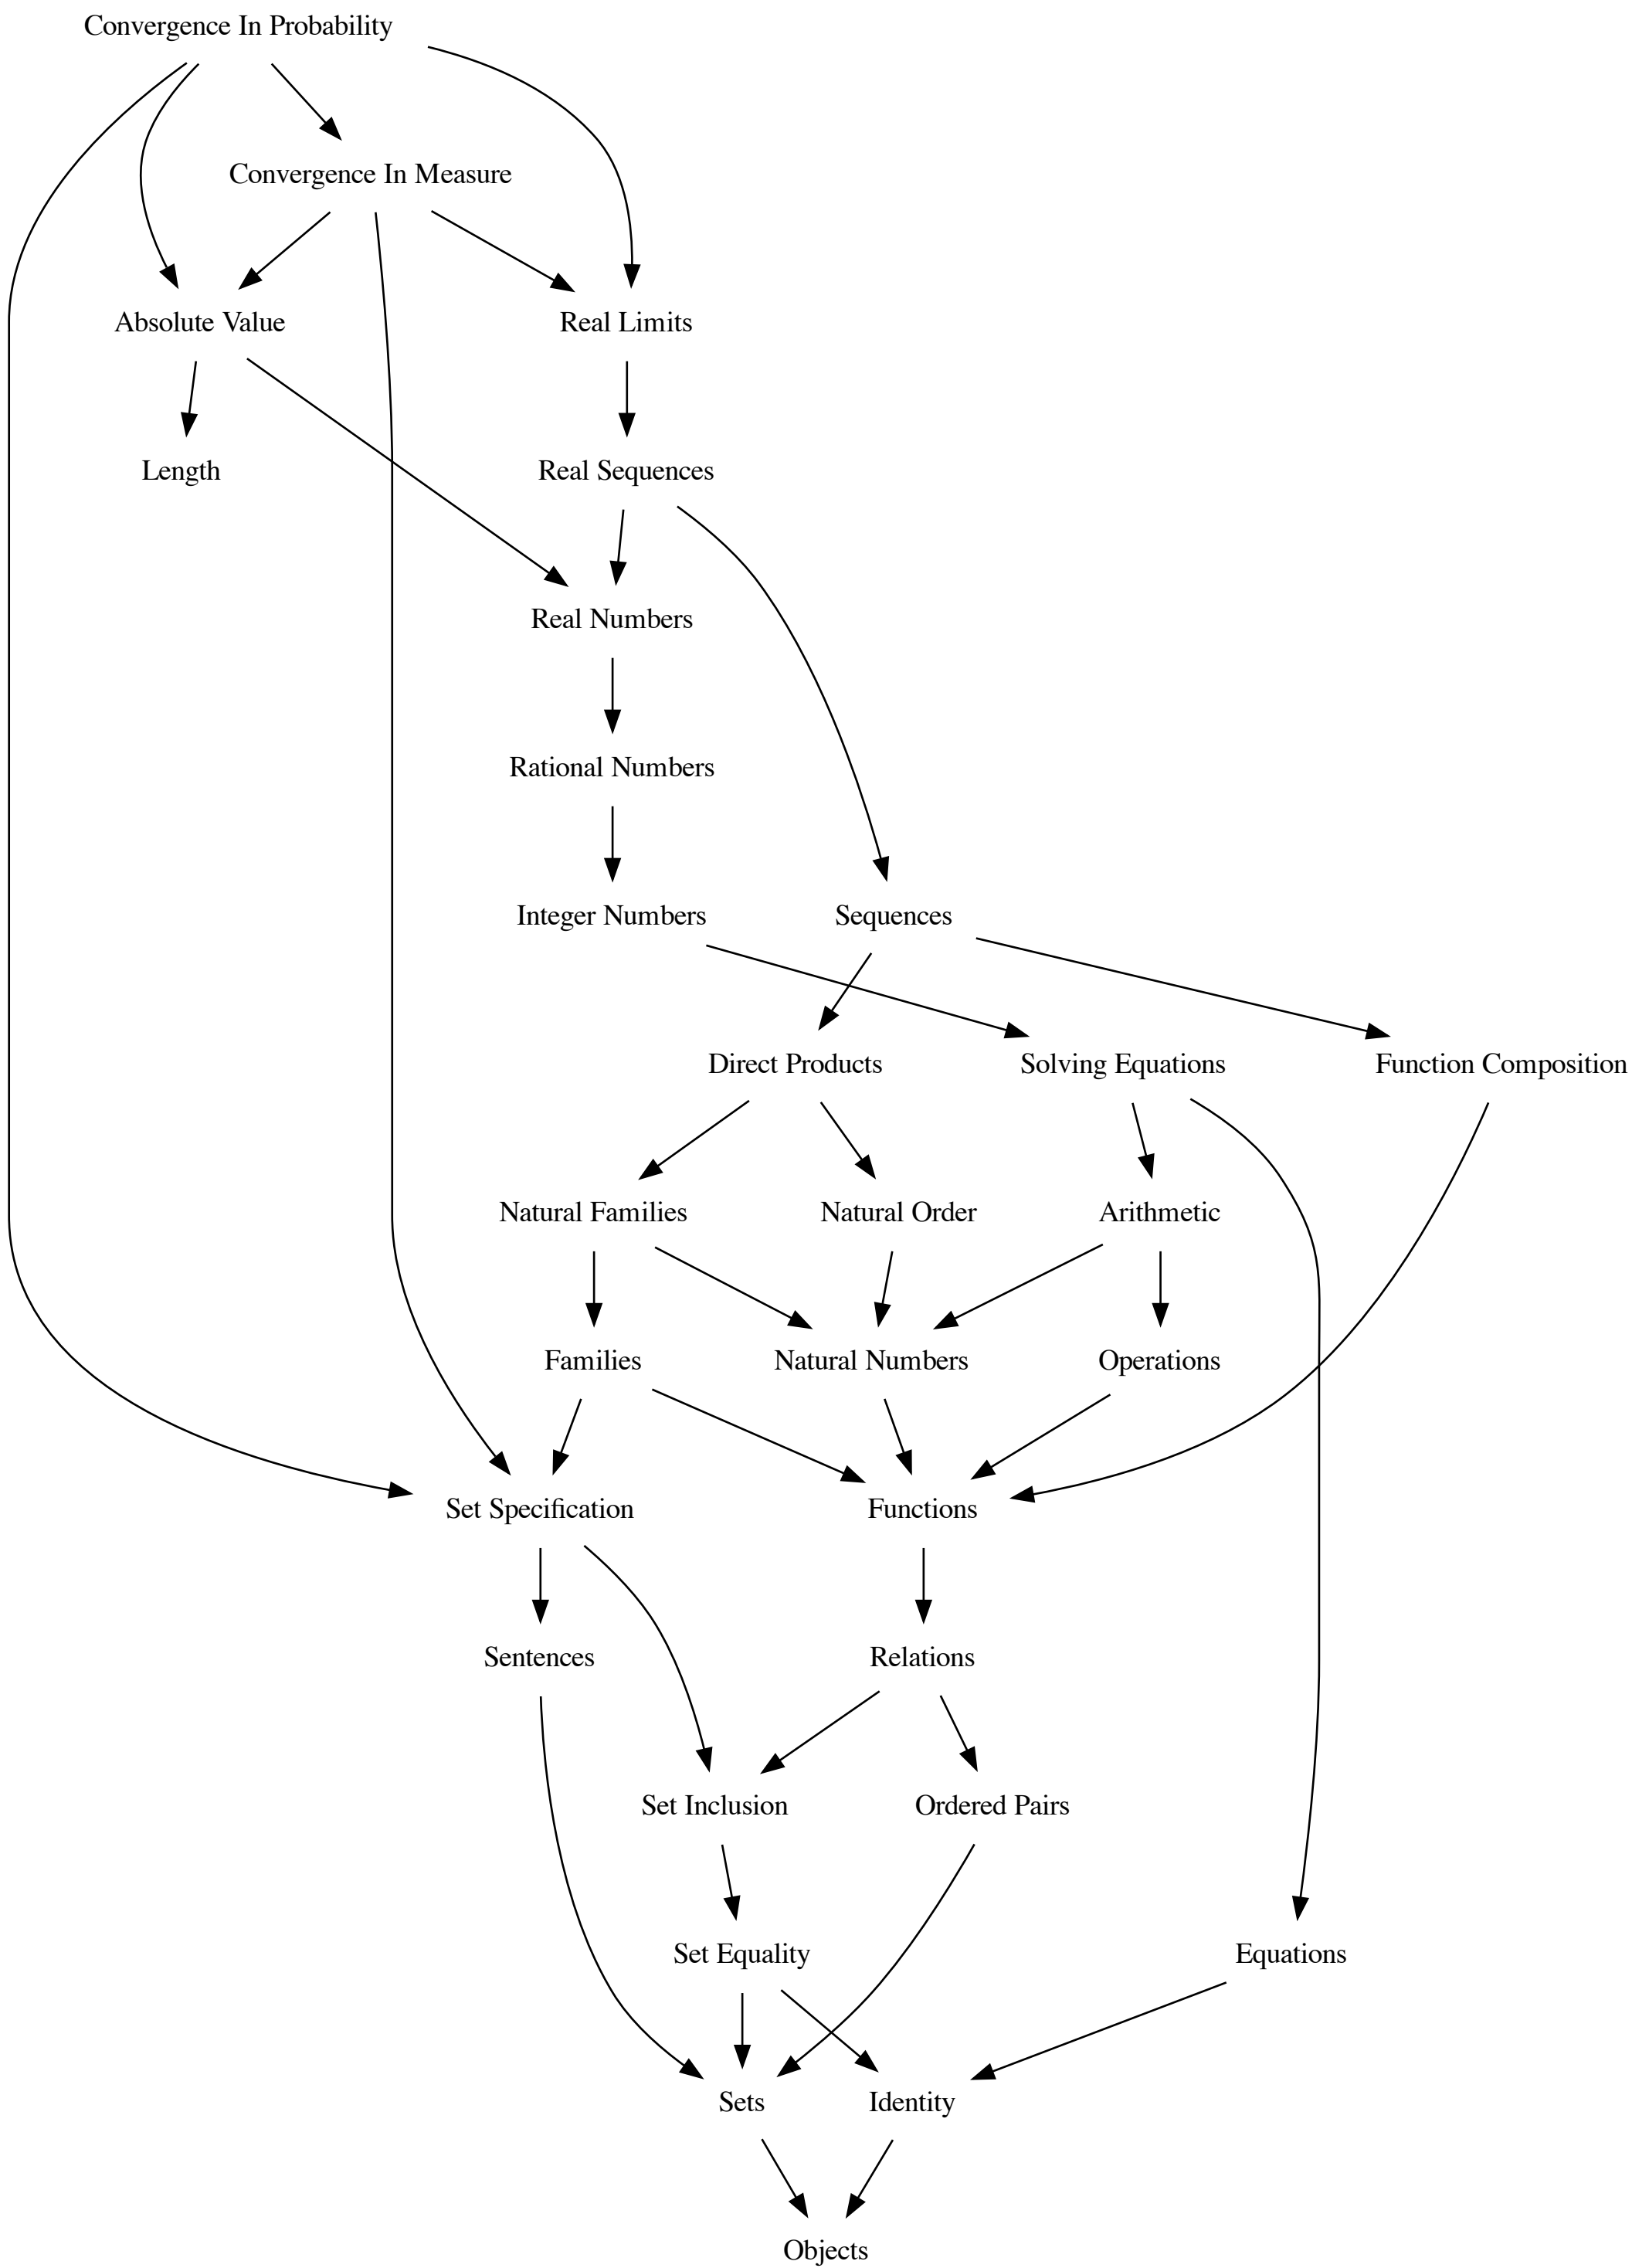 Convergence In Probability
Convergence In Measure
Absolute Value
Real Limits
Length
Real Sequences
Real Numbers
Rational Numbers
Integer Numbers
Sequences
Direct Products
Solving Equations
Function Composition
Natural Families
Natural Order
Arithmetic
Families
Natural Numbers
Operations
Set Specification
Functions
Sentences
Relations
Set Inclusion
Ordered Pairs
Set Equality
Equations
Sets
Identity
Objects